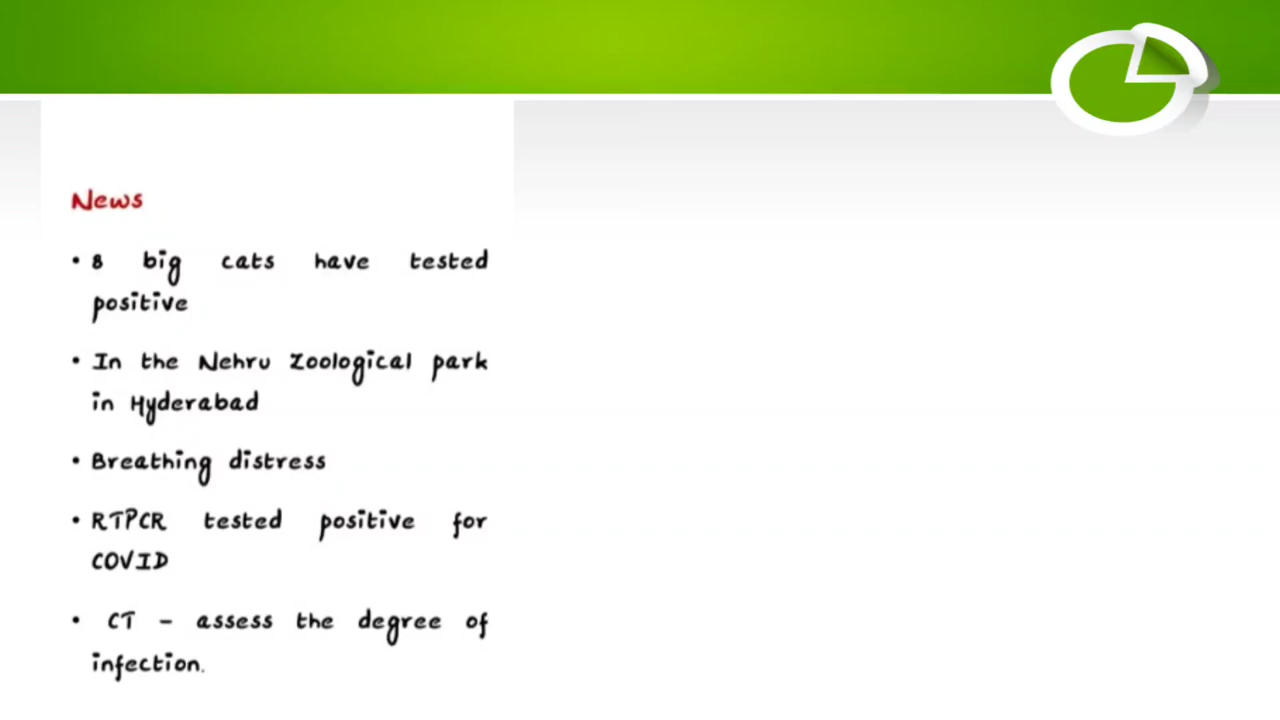 News
• 8 big cats have tested
positive
• In the Nehru Zoological park
in Hyderabad
• Breathing distress
• RTPCR tested positive for
COVID
• CT - assess the degree of
infection.